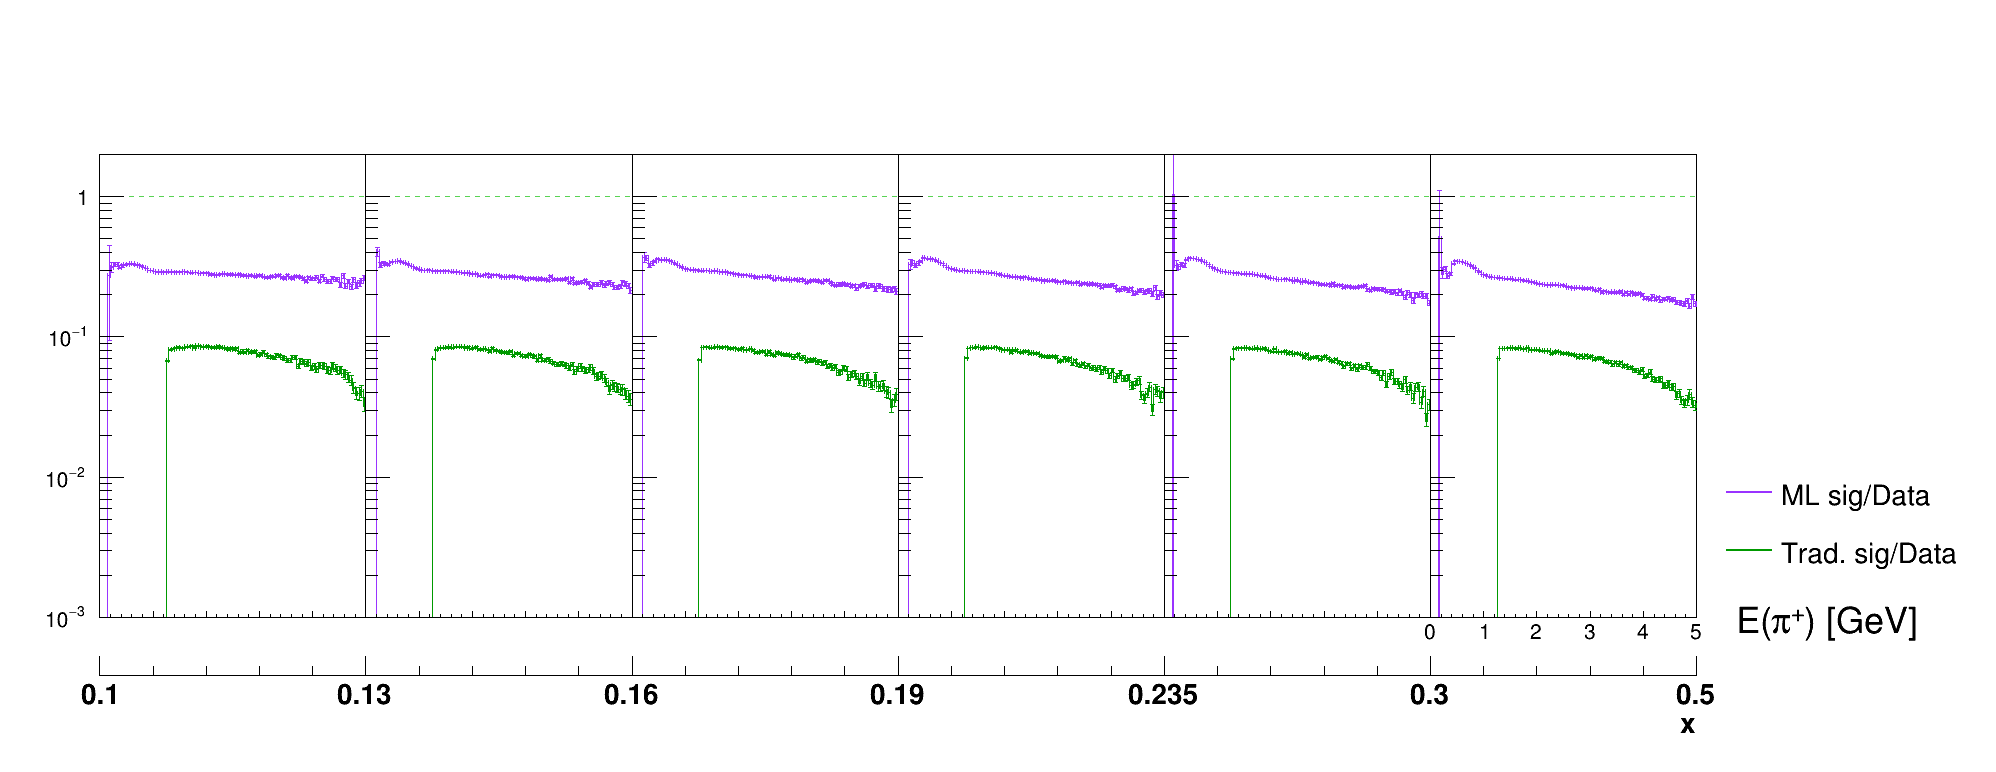 1
10⁻¹
10⁻²
10⁻³
ML sig/Data
Trad. sig/Data
0 1 2 3 4 5
E(π⁺) [GeV]
0.1 0.13 0.16 0.19 0.235 0.3 0.5
x